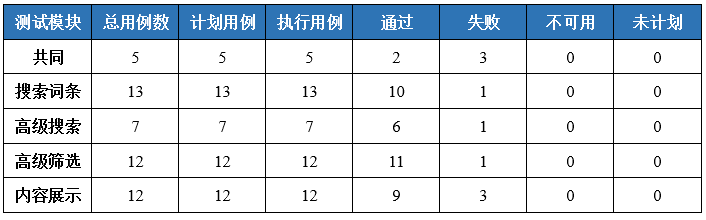 测试模块 总用例数 计划用例 执行用例 通过 失败 不可用 未计划
共同 5 5 5 2 3 0 0
搜索词条 13 13 13 10 1 0 0
高级搜索 7 7 7 6 1 0 0
高级筛选 12 12 12 11 1 0 0
内容展示 12 12 12 9 3 0 0